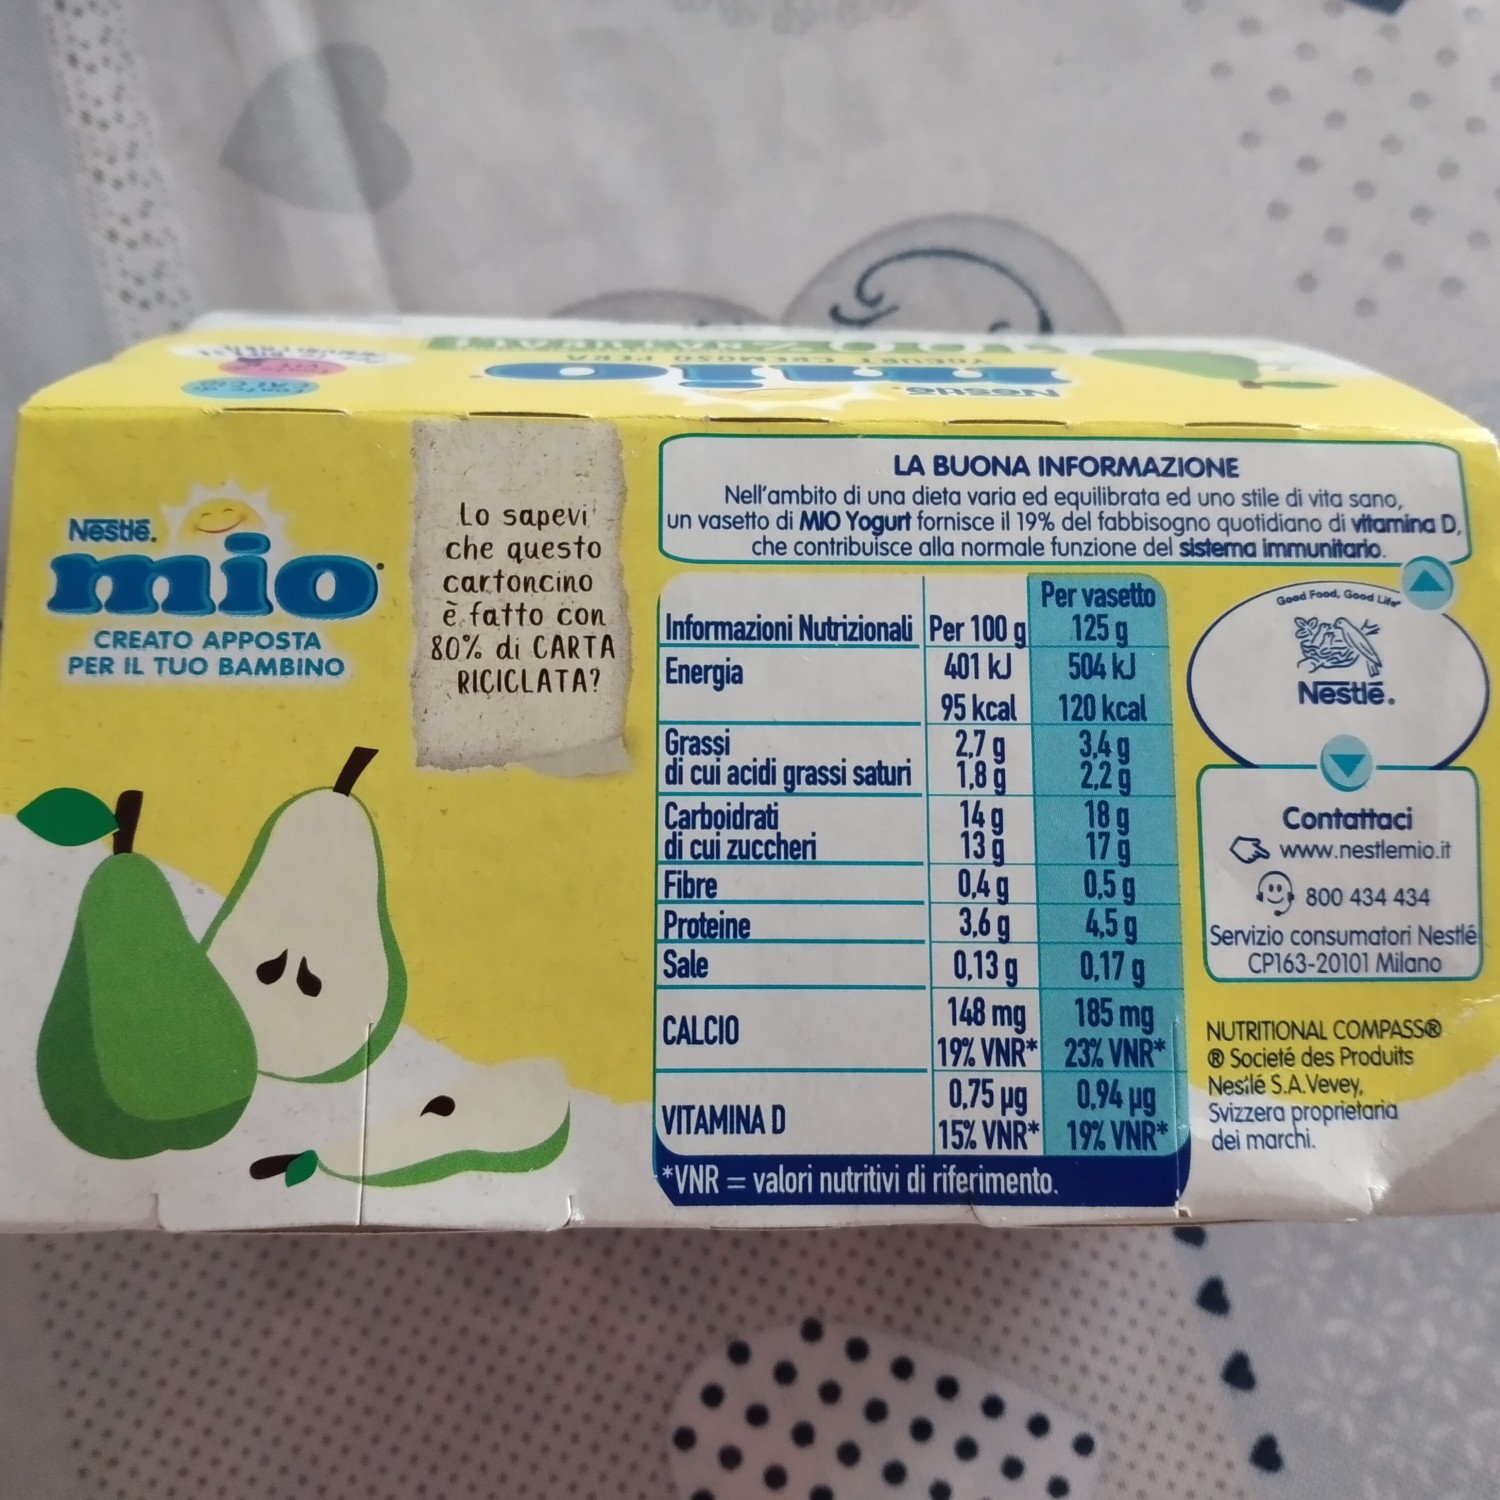 Nestlé
mio
YOGURT CREMOSO PERA
Nestlé.
mio
CREATO APPOSTA
PER IL TUO BAMBINO
Lo sapevi
che questo
cartoncino
è fatto con
80% di CARTA
RICICLATA?
LA BUONA INFORMAZIONE
Nell'ambito di una dieta varia ed equilibrata ed uno stile di vita sano,
un vasetto di MIO Yogurt fornisce il 19% del fabbisogno quotidiano di vitamina D,
che contribuisce alla normale funzione del sistema immunitario.
Informazioni Nutrizionali Per 100 g Per vasetto 125 g
Energia 401 kJ 504 kJ
95 kcal 120 kcal
Grassi 2,7 g 3,4 g
di cui acidi grassi saturi 1,8 g 2,2 g
Carboidrati 14 g 18 g
di cui zuccheri 13 g 17 g
Fibre 0,4 g 0,5 g
Proteine 3,6 g 4,5 g
Sale 0,13 g 0,17 g
CALCIO 148 mg 185 mg
19% VNR* 23% VNR*
VITAMINA D 0,75 µg 0,94 µg
15% VNR* 19% VNR*
*VNR = valori nutritivi di riferimento.
Good Food, Good Life
Nestlé.
Contattaci
www.nestlemio.it
800 434 434
Servizio consumatori Nestlé
CP163-20101 Milano
NUTRITIONAL COMPASS®
® Societé des Produits
Nestlé S.A. Vevey,
Svizzera proprietaria
dei marchi.